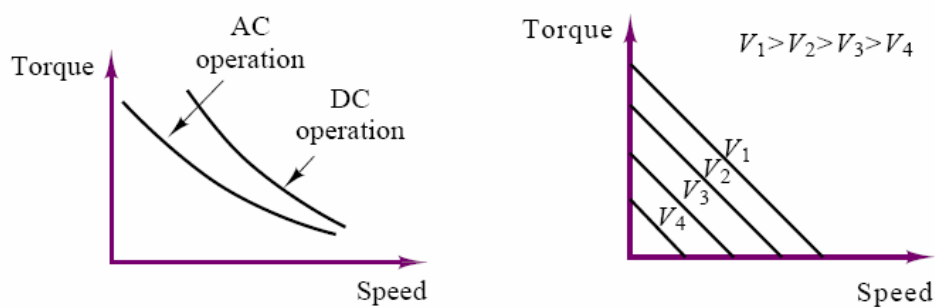 Torque
AC
operation
DC
operation
Speed
Torque
V1>V2>V3>V4
V1
V2
V3
V4
Speed